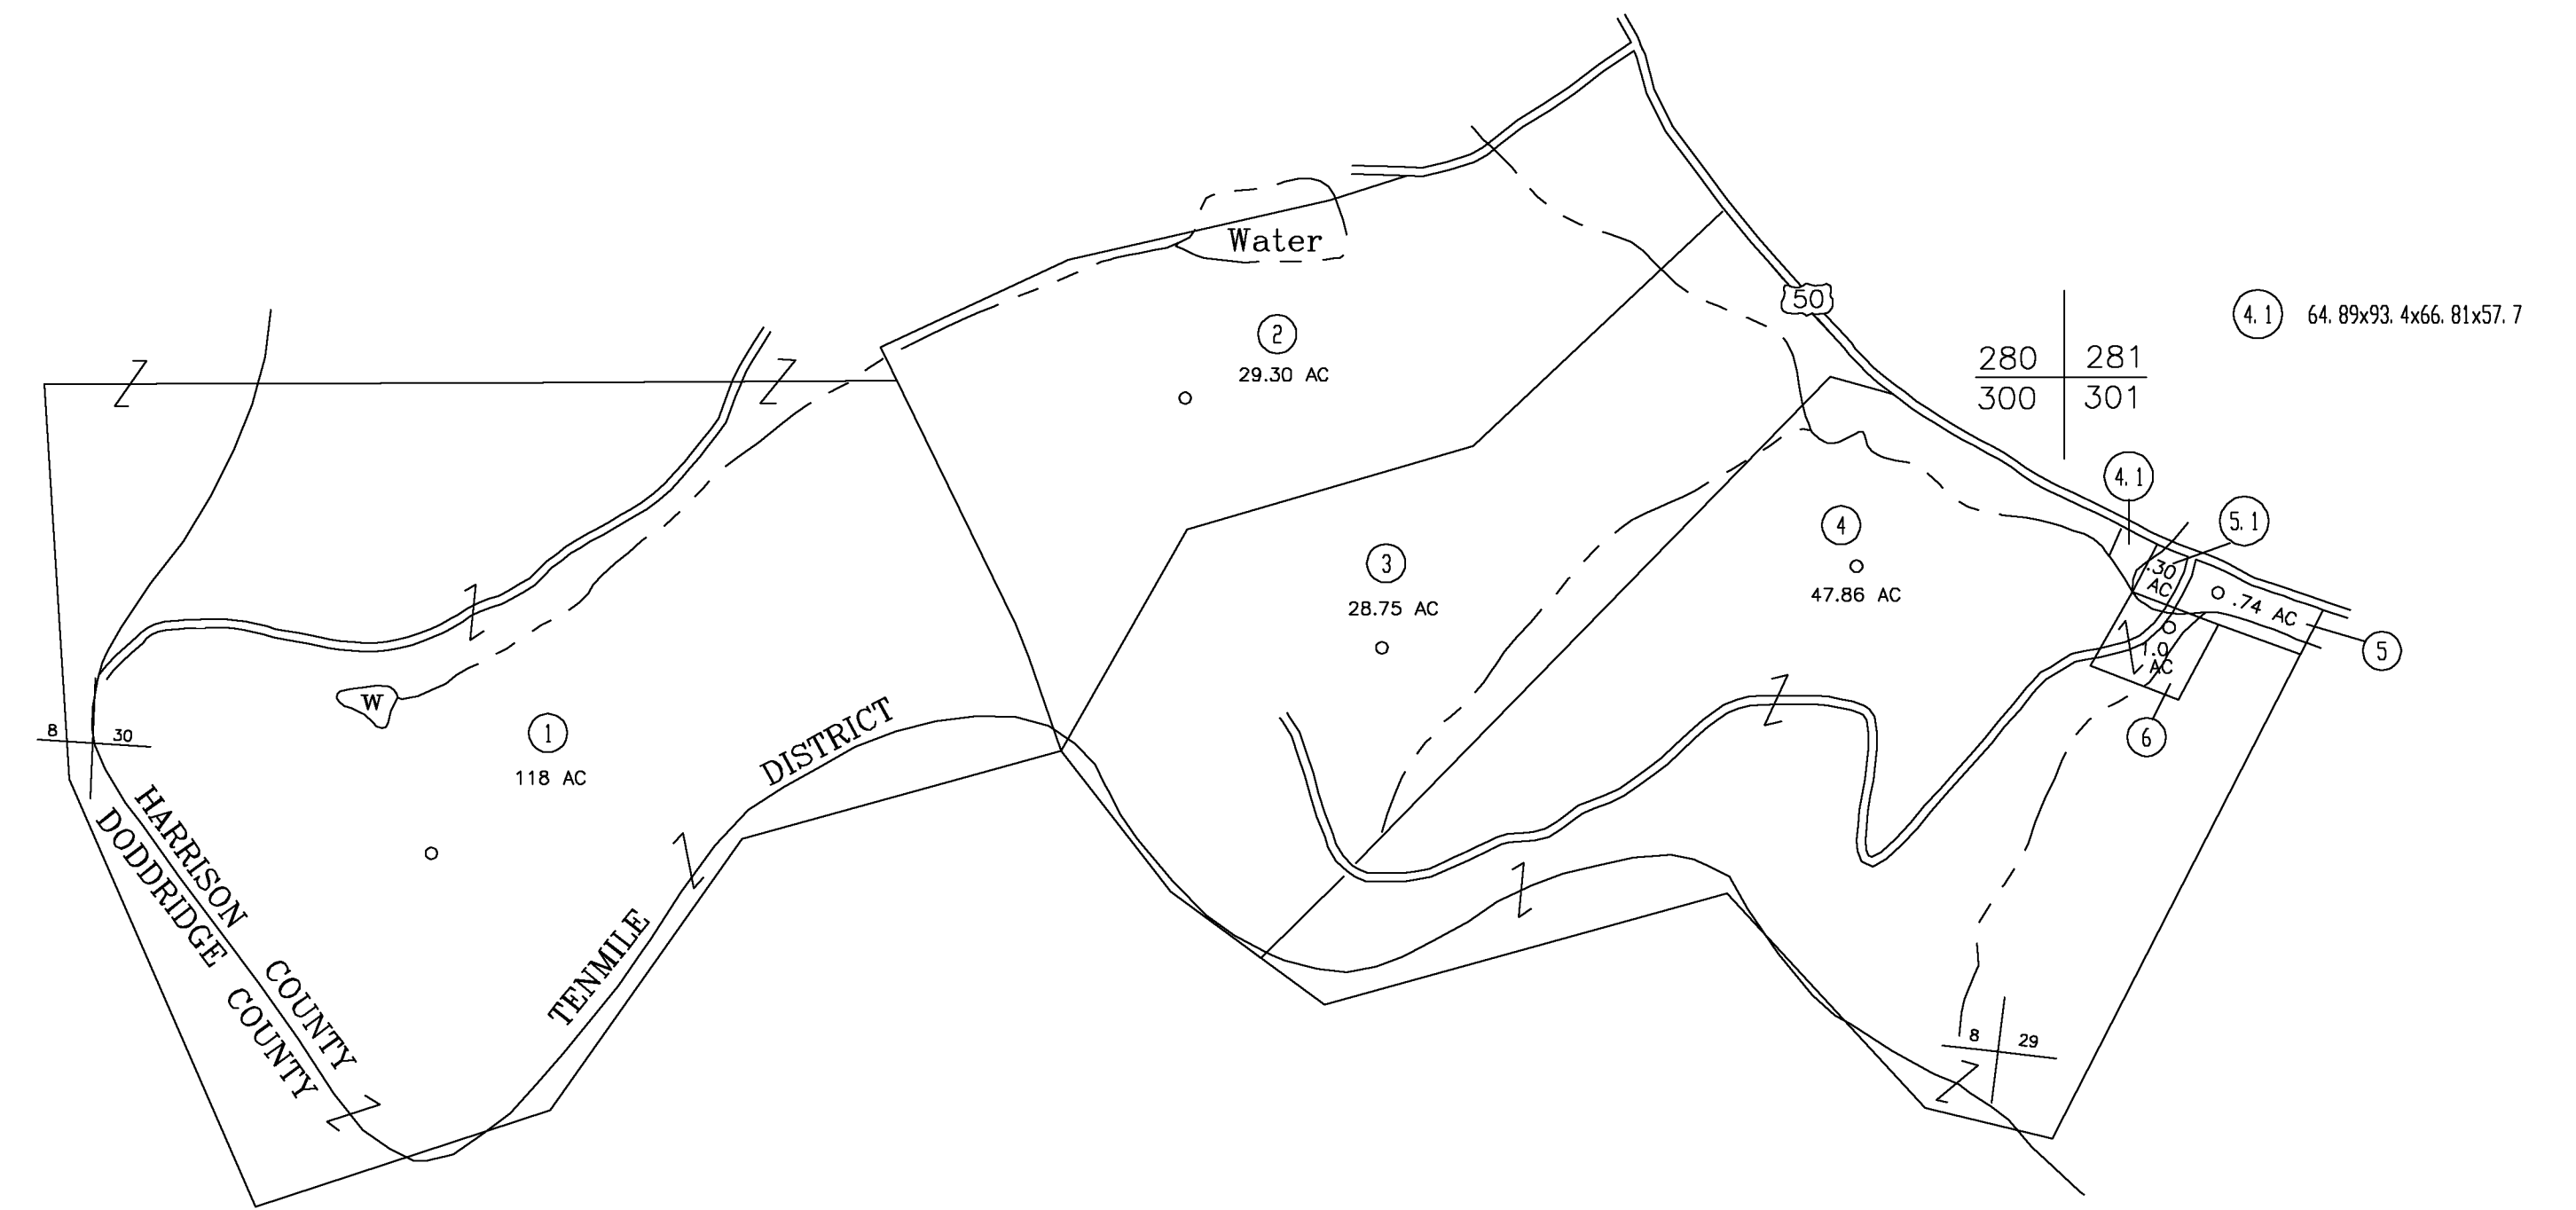 Water
50
4.1 64.89x93.4x66.81x57.7
2
29.30 AC
280 281
300 301
4.1
5.1
4
47.86 AC
3
28.75 AC
.30
AC
.74 AC
5
1.0
AC
6
W
1
118 AC
8 30
DISTRICT
TENMILE
HARRISON COUNTY
DODDRIDGE COUNTY
8 29